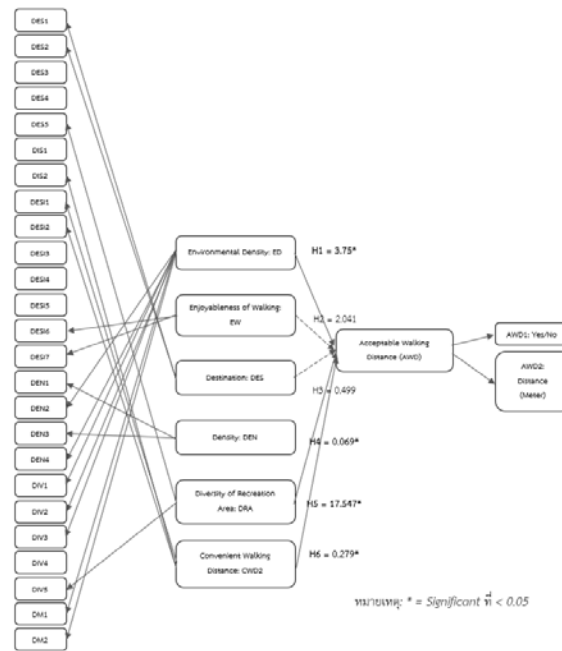 DES1
DES2
DES3
DES4
DES5
DIS1
DIS2
DESI1
DESI2
DESI3
DESI4
DESI5
DESI6
DESI7
DEN1
DEN2
DEN3
DEN4
DIV1
DIV2
DIV3
DIV4
DIV5
DM1
DM2
Environmental Density: ED
Enjoyableness of Walking:
EW
Destination: DES
Density: DEN
Diversity of Recreation
Area: DRA
Convenient Walking
Distance: CWD2
H1 = 3.75*
H2 = 2.041
H3 = 0.499
H4 = 0.069*
H5 = 17.547*
H6 = 0.279*
Acceptable Walking
Distance (AWD)
AWD1: Yes/No
AWD2:
Distance
(Meter)
หมายเหตุ: * = Significant ที่ < 0.05